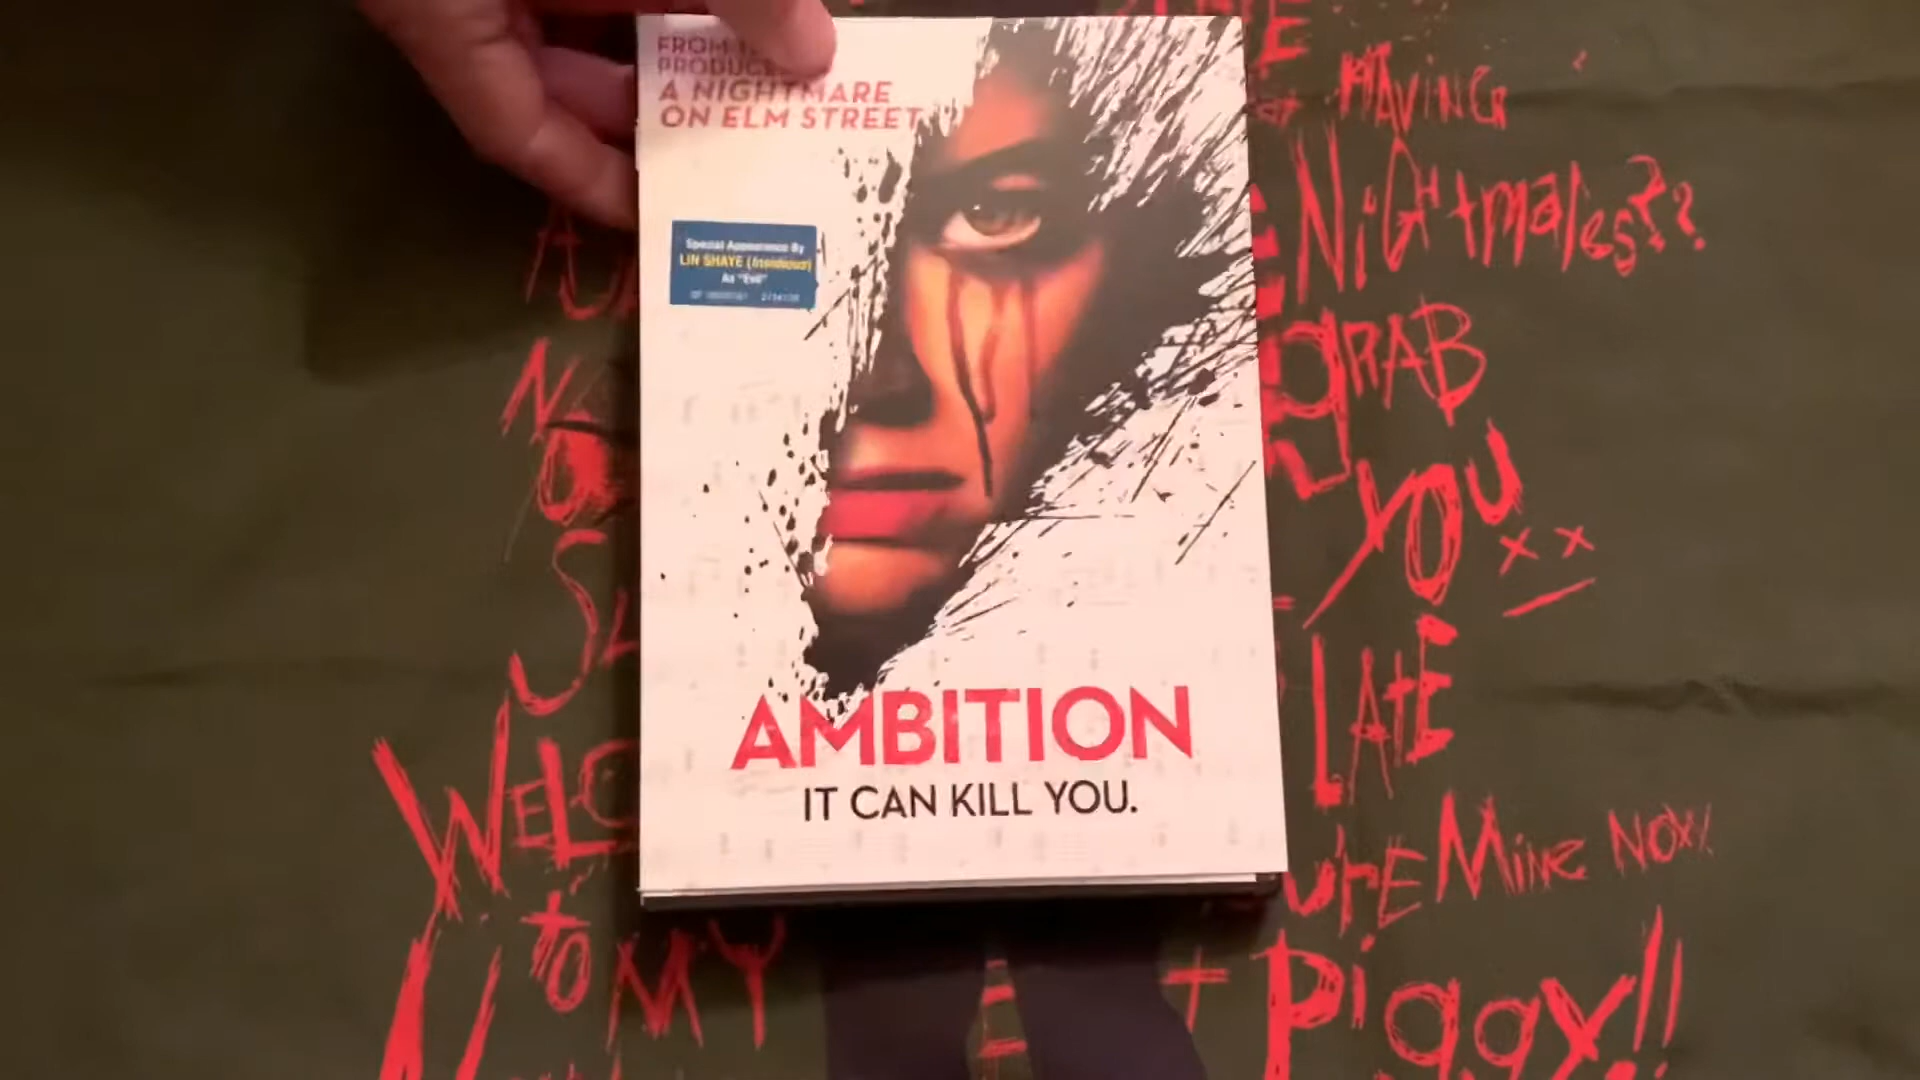 FROM
A NIGHTMARE
ON ELM STREET
Special Appearance By
LIN SHAYE (Insidious)
As "Evil"
AMBITION
IT CAN KILL YOU.
HAVING
NiGHtmares??
gRAB
YOU
LAtE
MiNe NOW
Piggy!!
WELC
to
MY